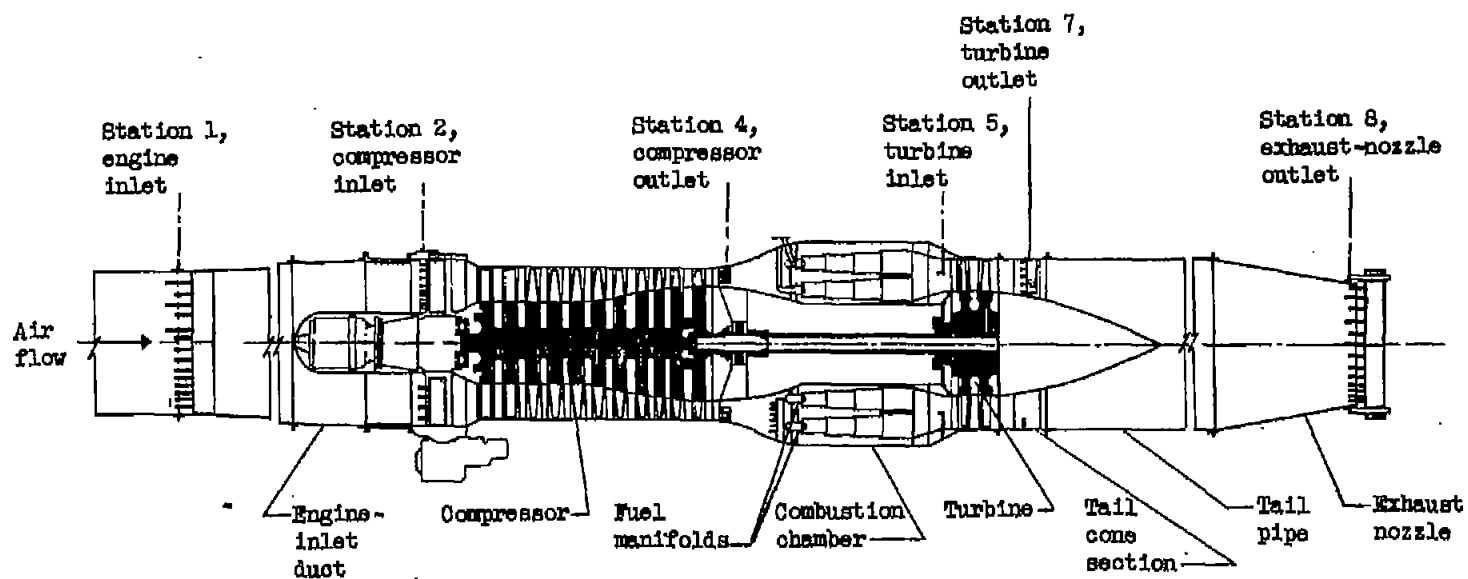 Station 7,
turbine
outlet
Station 1,
engine
inlet
Station 2,
compressor
inlet
Station 4,
compressor
outlet
Station 5,
turbine
inlet
Station 8,
exhaust-nozzle
outlet
Air
flow
Engine-
inlet
duct
Compressor
Fuel
manifolds
Combustion
chamber
Turbine
Tail
cone
section
Tail
pipe
Exhaust
nozzle